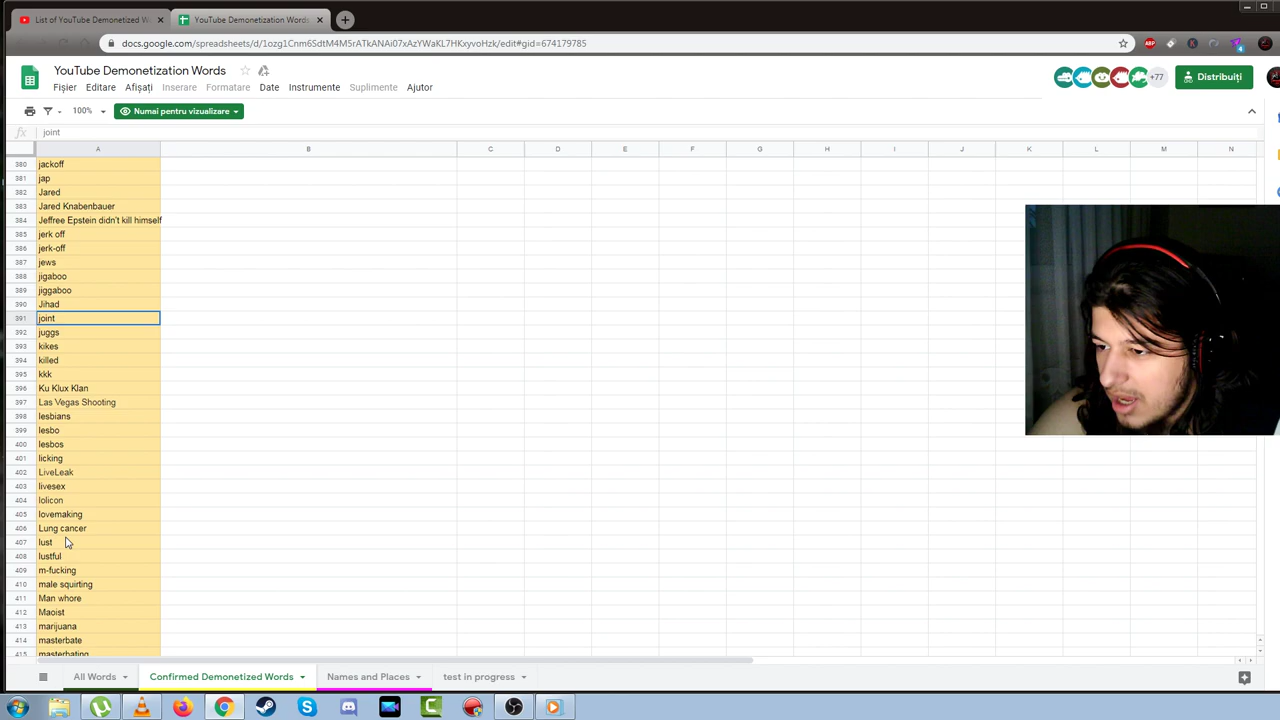 List of YouTube Demonetized W
YouTube Demonetization Words
docs.google.com/spreadsheets/d/1ozg1Cnm6SdtM4M5rATkANAi07xAzYWaKL7HKxyvoHzk/edit#gid=674179785
YouTube Demonetization Words
Fișier Editare Afișați Inserare Formatare Date Instrumente Suplimente Ajutor
+77
Distribuiți
100%
Numai pentru vizualizare
fx joint
A B C D E F G H I J K L M N
380 jackoff
381 jap
382 Jared
383 Jared Knabenbauer
384 Jeffree Epstein didn't kill himself
385 jerk off
386 jerk-off
387 jews
388 jigaboo
389 jiggaboo
390 Jihad
391 joint
392 juggs
393 kikes
394 killed
395 kkk
396 Ku Klux Klan
397 Las Vegas Shooting
398 lesbians
399 lesbo
400 lesbos
401 licking
402 LiveLeak
403 livesex
404 lolicon
405 lovemaking
406 Lung cancer
407 lust
408 lustful
409 m-fucking
410 male squirting
411 Man whore
412 Maoist
413 marijuana
414 masterbate
415 masterbating
All Words Confirmed Demonetized Words Names and Places test in progress